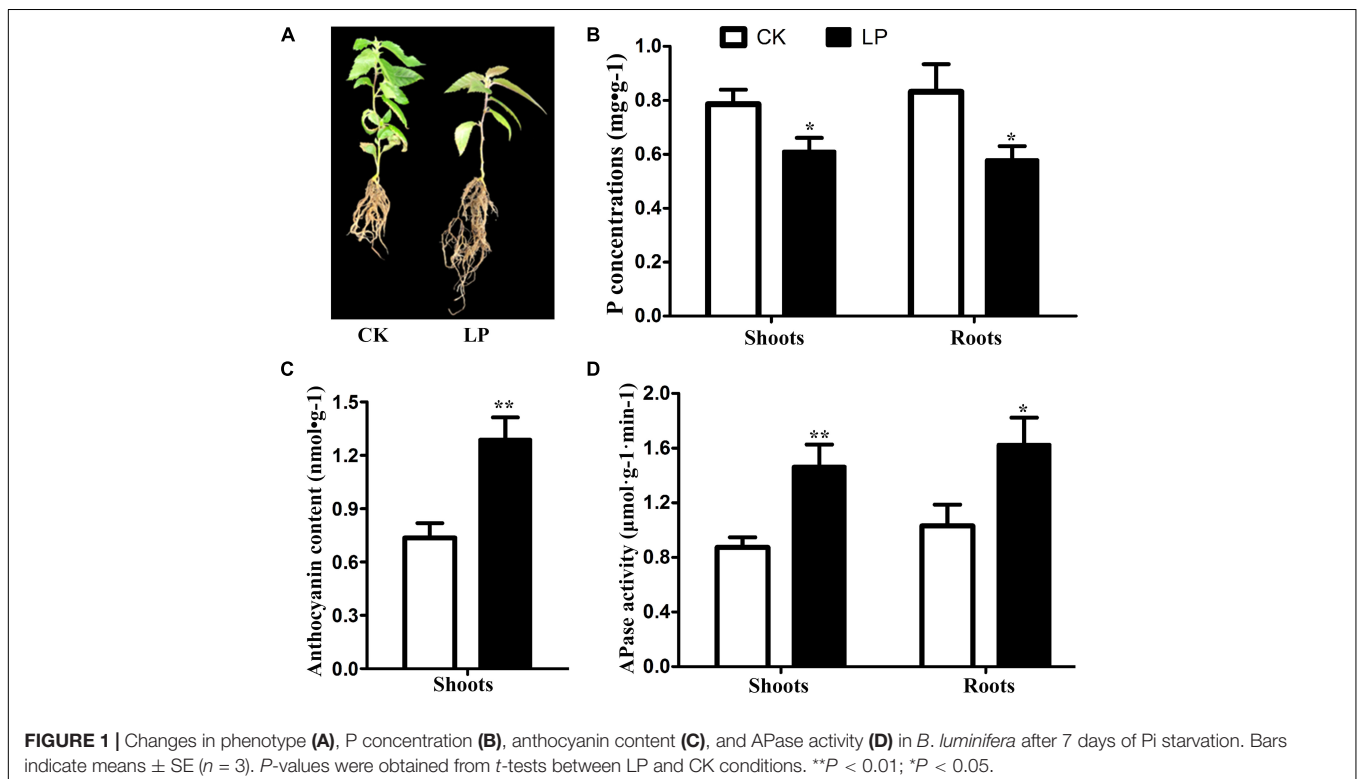 A
CK
LP
B
CK
LP
P concentrations (mg•g-1)
1.0
0.8
0.6
0.4
0.2
0.0
*
*
Shoots
Roots
C
Anthocyanin content (nmol•g-1)
1.5
1.2
0.9
0.6
0.3
0.0
**
Shoots
D
APase activity (μmol·g-1·min-1)
2.0
1.6
1.2
0.8
0.4
0.0
**
*
Shoots
Roots
FIGURE 1 | Changes in phenotype (A), P concentration (B), anthocyanin content (C), and APase activity (D) in B. luminifera after 7 days of Pi starvation. Bars
indicate means ± SE (n = 3). P-values were obtained from t-tests between LP and CK conditions. **P < 0.01; *P < 0.05.